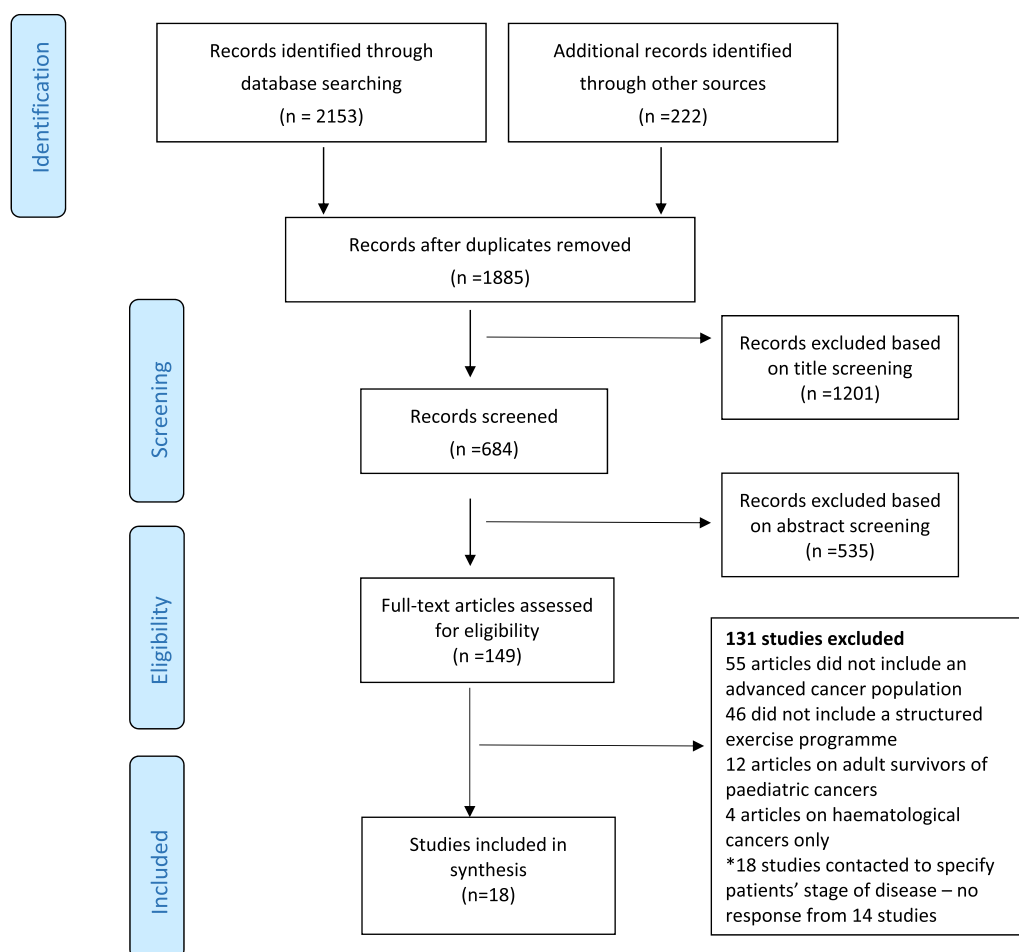 Identification
Records identified through
database searching
(n = 2153)
Additional records identified
through other sources
(n =222)
Records after duplicates removed
(n =1885)
Screening
Records excluded based
on title screening
(n =1201)
Records screened
(n =684)
Records excluded based
on abstract screening
(n =535)
Eligibility
Full-text articles assessed
for eligibility
(n =149)
131 studies excluded
55 articles did not include an
advanced cancer population
46 did not include a structured
exercise programme
12 articles on adult survivors of
paediatric cancers
4 articles on haematological
cancers only
*18 studies contacted to specify
patients’ stage of disease – no
response from 14 studies
Included
Studies included in
synthesis
(n=18)